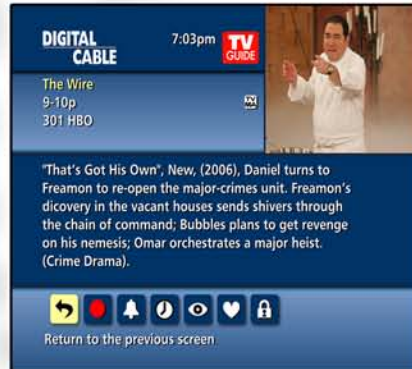 DIGITAL CABLE
7:03pm
TV GUIDE
The Wire
9-10p
301 HBO
"That's Got His Own", New, (2006), Daniel turns to
Freamon to re-open the major-crimes unit. Freamon's
dicovery in the vacant houses sends shivers through
the chain of command; Bubbles plans to get revenge
on his nemesis; Omar orchestrates a major heist.
(Crime Drama).
Return to the previous screen